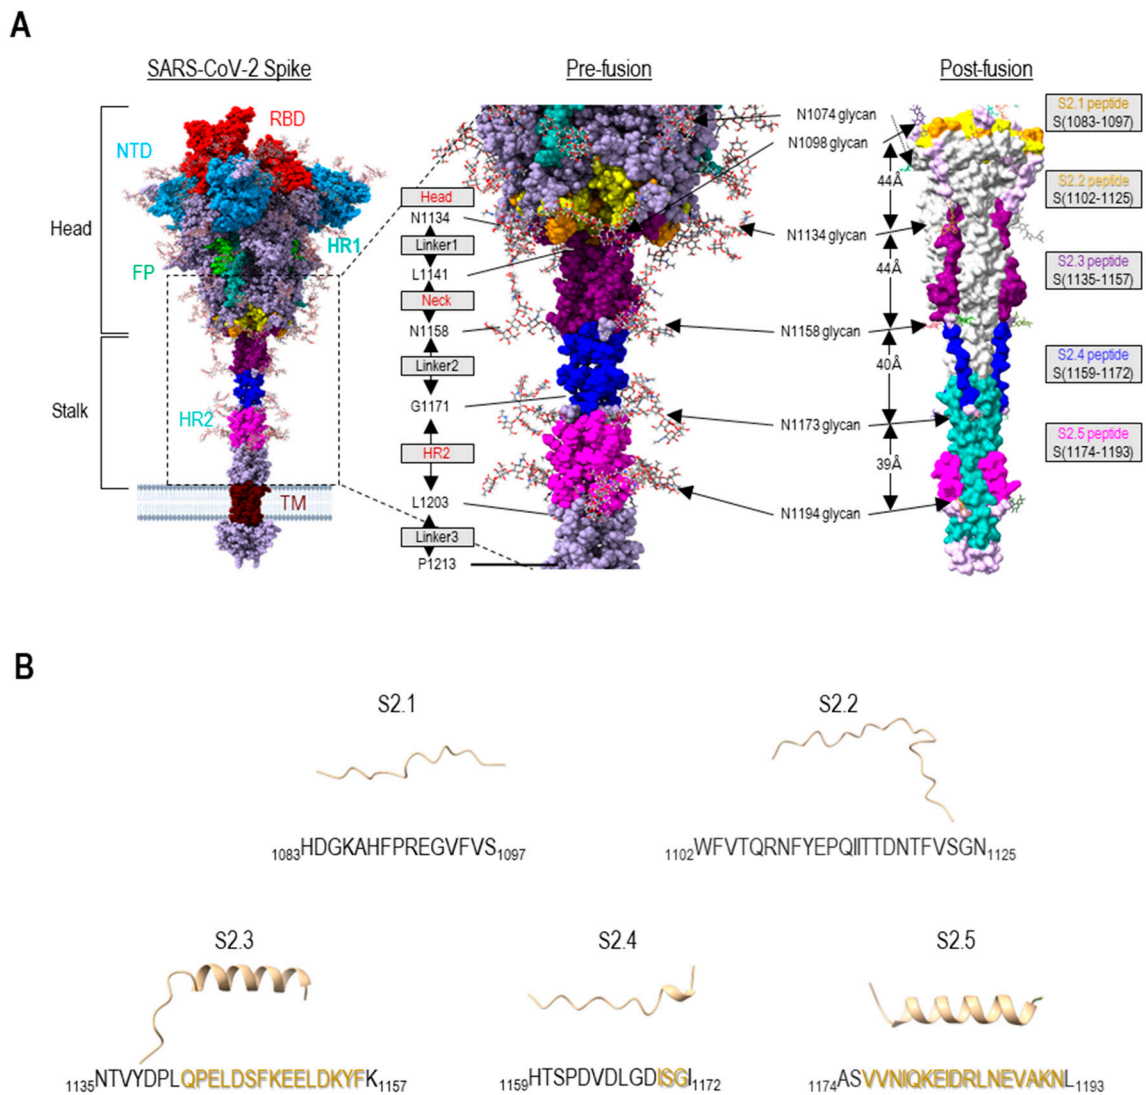 A
SARS-CoV-2 Spike
Pre-fusion
Post-fusion
RBD
NTD
Head
HR1
FP
Stalk
HR2
TM
Head
N1134
Linker1
L1141
Neck
N1158
Linker2
G1171
HR2
L1203
Linker3
P1213
N1074 glycan
N1098 glycan
N1134 glycan
N1158 glycan
N1173 glycan
N1194 glycan
44Å
44Å
40Å
39Å
S2.1 peptide
S(1083-1097)
S2.2 peptide
S(1102-1125)
S2.3 peptide
S(1135-1157)
S2.4 peptide
S(1159-1172)
S2.5 peptide
S(1174-1193)
B
S2.1
S2.2
1083HDGKAHFPREGVFVS1097
1102WFVTQRNFYEPQIITTDNTFVSGN1125
S2.3
S2.4
S2.5
1135NTVYDPLQPELDSFKEELDKYFK1157
1159HTSPDVDLGDISGI1172
1174ASVVNIQKEIDRLNEVAKNL1193